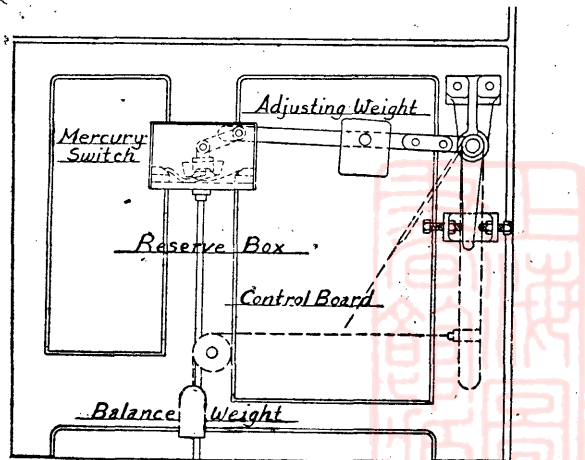 Adjusting Weight
Mercury
Switch
Reserve Box
Control Board
Balance Weight